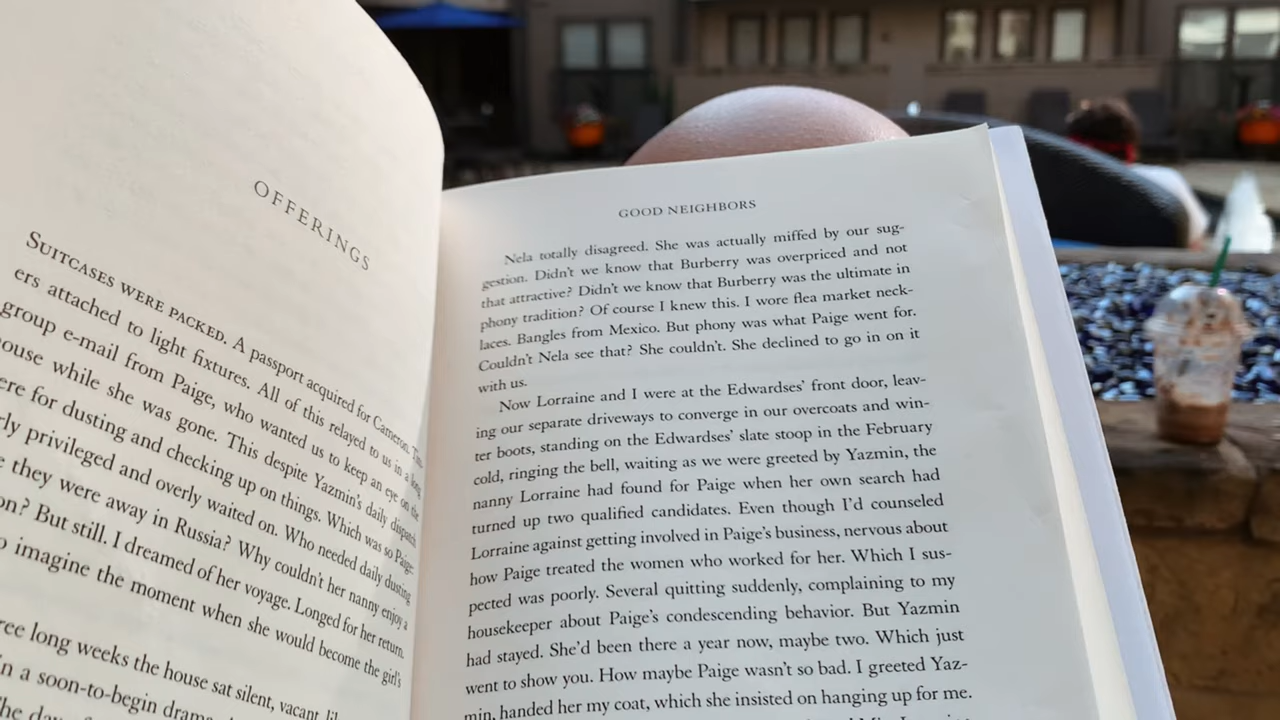 OFFERINGS
SUITCASES WERE PACKED. A passport acquired for Cameron.
ers attached to light fixtures. All of this relayed to us in a long
group e-mail from Paige, who wanted us to keep an eye on the
ouse while she was gone. This despite Yazmin's daily dispatch
ere for dusting and checking up on things. Which was so Paige-
rly privileged and overly waited on. Who needed daily dusting
e they were away in Russia? Why couldn't her nanny enjoy a
on? But still. I dreamed of her voyage. Longed for her return.
o imagine the moment when she would become the girl's
ree long weeks the house sat silent, vacant,
in a soon-to-begin
GOOD NEIGHBORS
Nela totally disagreed. She was actually miffed by our sug-
gestion. Didn't we know that Burberry was overpriced and not
that attractive? Didn't we know that Burberry was the ultimate in
phony tradition? Of course I knew this. I wore flea market neck-
laces. Bangles from Mexico. But phony was what Paige went for.
Couldn't Nela see that? She couldn't. She declined to go in on it
with us.
Now Lorraine and I were at the Edwardses' front door, leav-
ing our separate driveways to converge in our overcoats and win-
ter boots, standing on the Edwardses' slate stoop in the February
cold, ringing the bell, waiting as we were greeted by Yazmin, the
nanny Lorraine had found for Paige when her own search had
turned up two qualified candidates. Even though I'd counseled
Lorraine against getting involved in Paige's business, nervous about
how Paige treated the women who worked for her. Which I sus-
pected was poorly. Several quitting suddenly, complaining to my
housekeeper about Paige's condescending behavior. But Yazmin
had stayed. She'd been there a year now, maybe two. Which just
went to show you. How maybe Paige wasn't so bad. I greeted Yaz-
min, handed her my coat, which she insisted on hanging up for me.